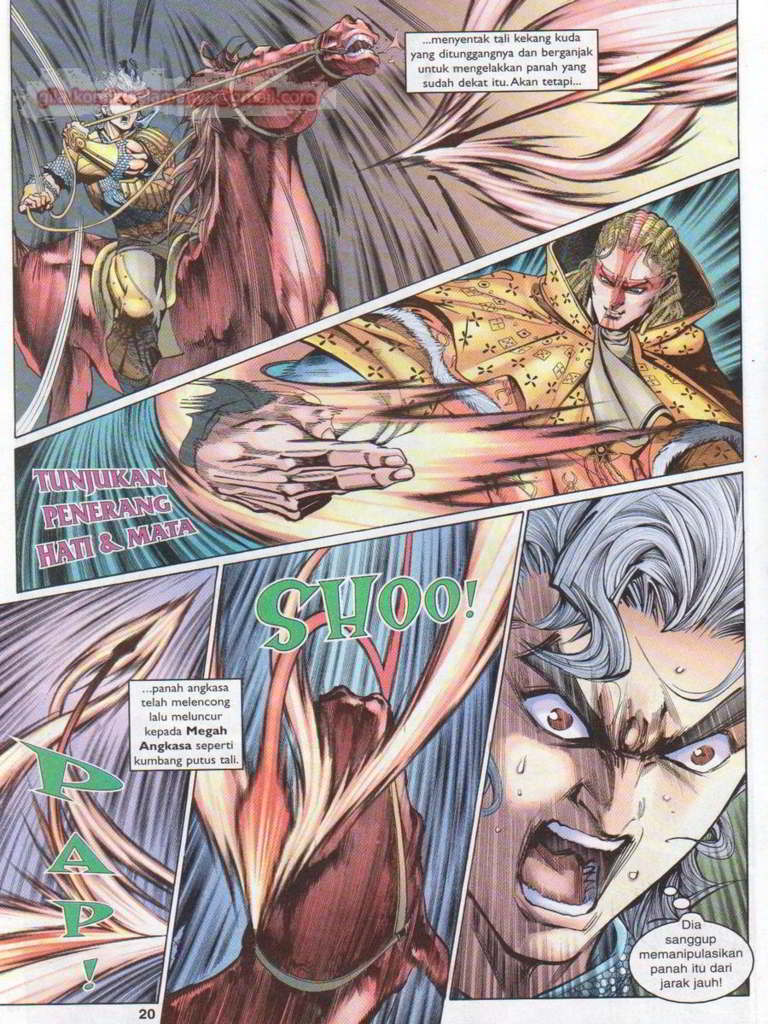 ...menyentak tali kekang kuda
yang ditunggangnya dan berganjak
untuk mengelakkan panah yang
sudah dekat itu. Akan tetapi...
TUNJUKAN
PENERANG
HATI & MATA
SHOO!
...panah angkasa
telah melencong
lalu meluncur
kepada Megah
Angkasa seperti
kumbang putus tali.
PAP!
Dia
sanggup
memanipulasikan
panah itu dari
jarak jauh!
20